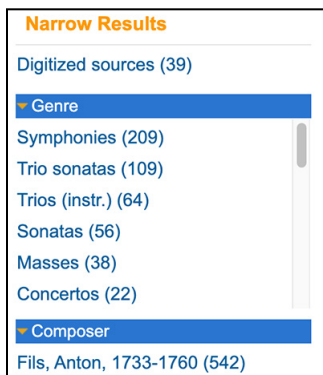 Narrow Results
Digitized sources (39)
Genre
Symphonies (209)
Trio sonatas (109)
Trios (instr.) (64)
Sonatas (56)
Masses (38)
Concertos (22)
Composer
Fils, Anton, 1733-1760 (542)